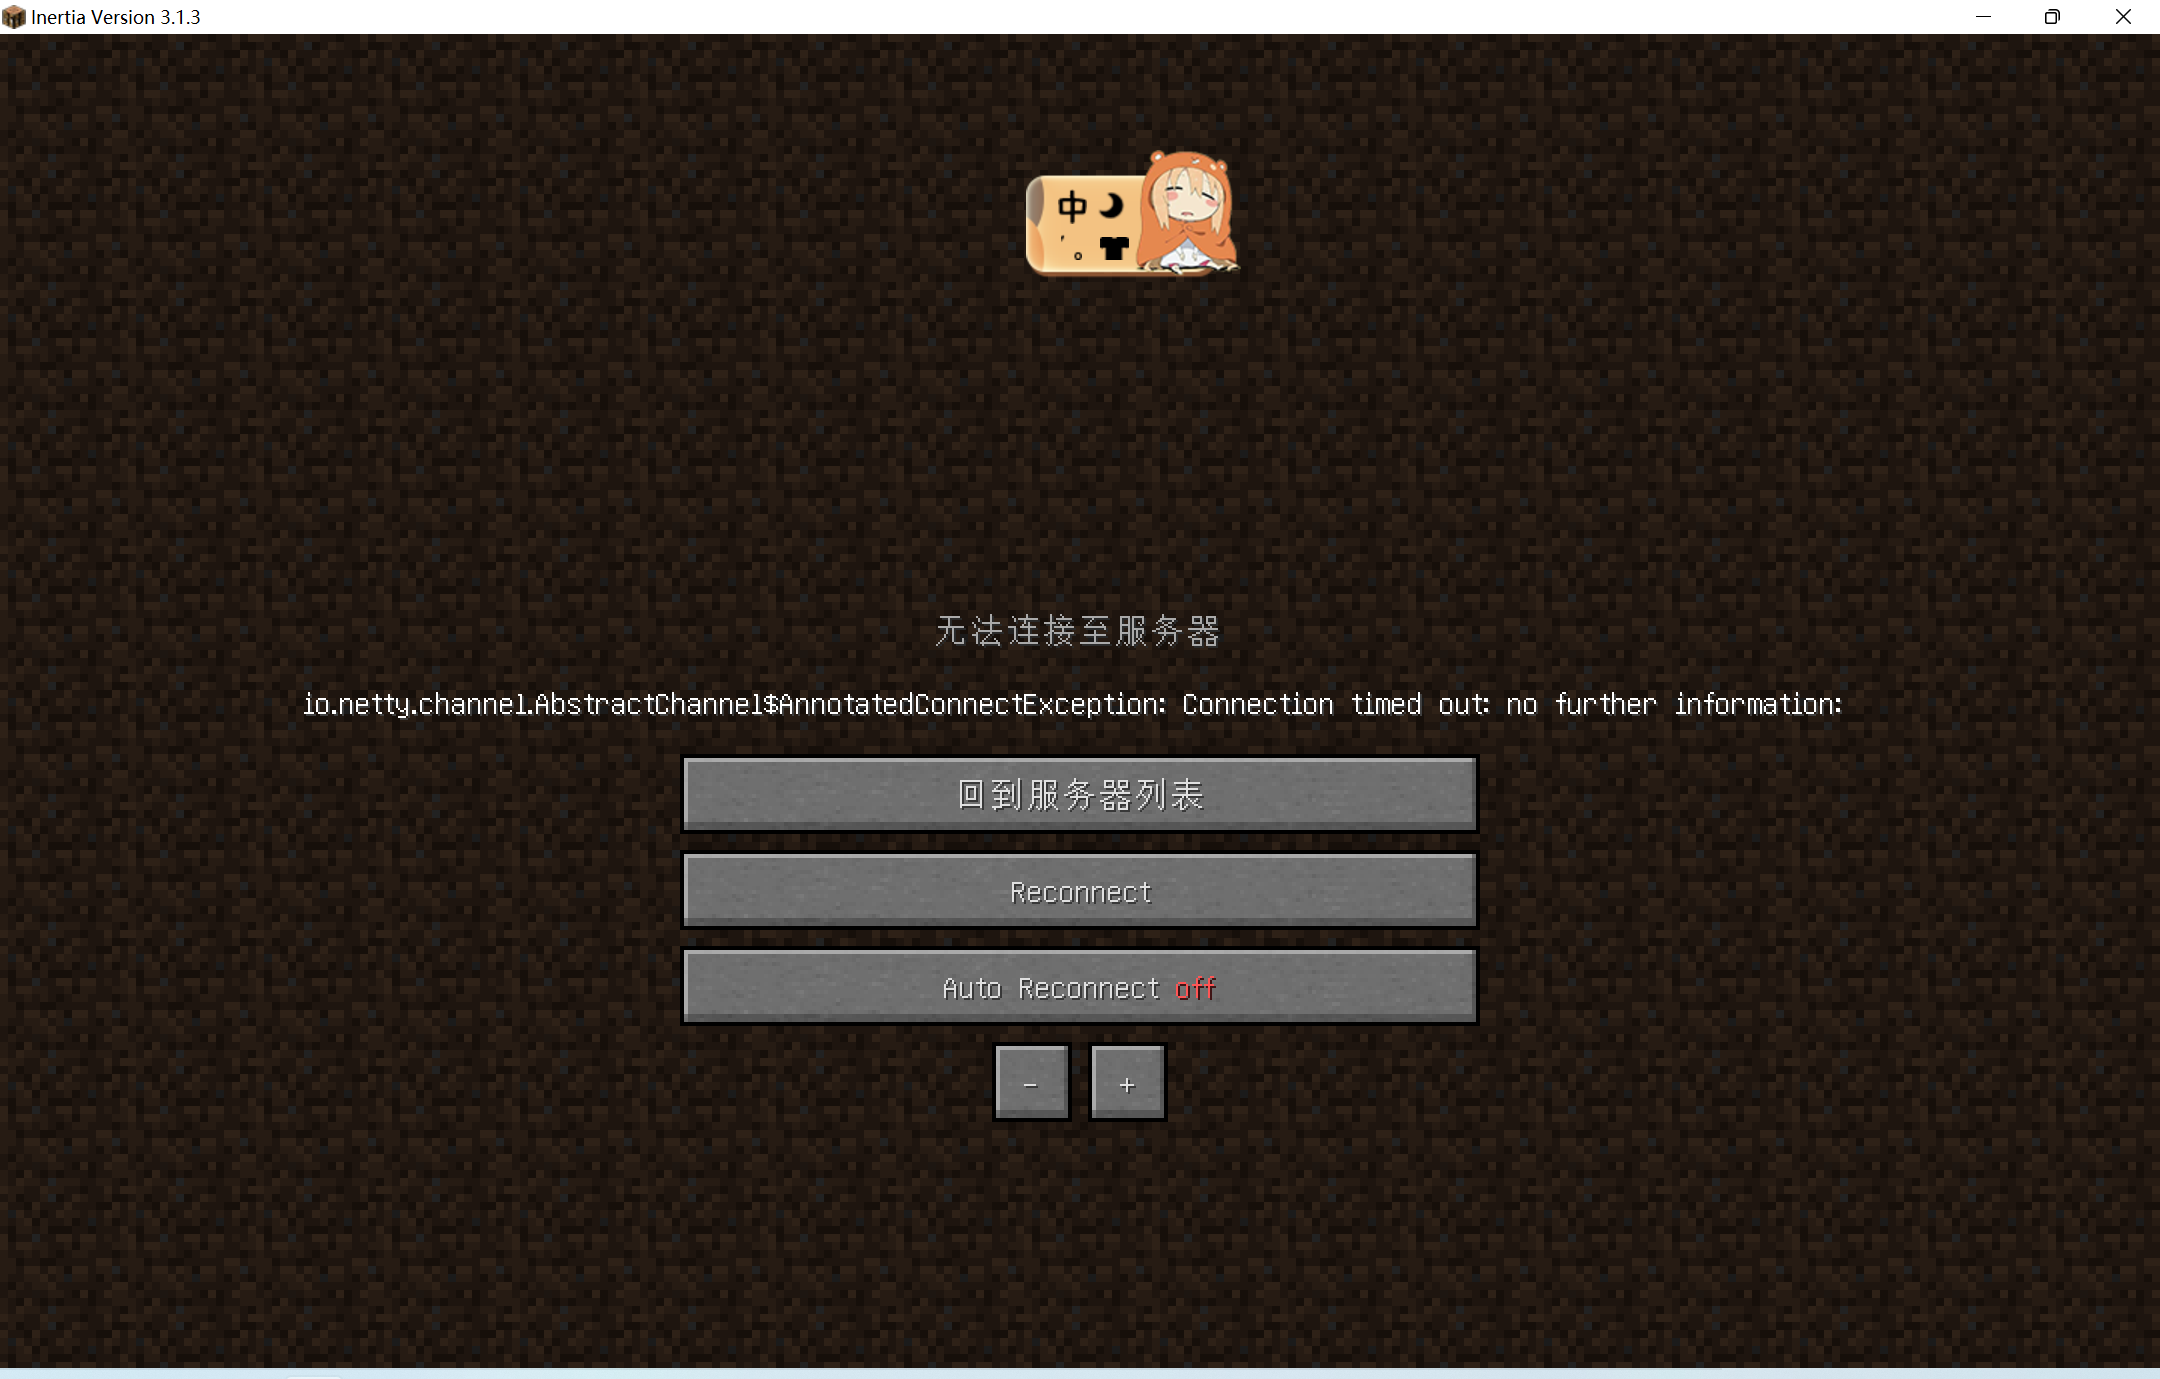 Inertia Version 3.1.3
中
无法连接至服务器
io.netty.channel.AbstractChannel$AnnotatedConnectException: Connection timed out: no further information:
回到服务器列表
Reconnect
Auto Reconnect off
- +